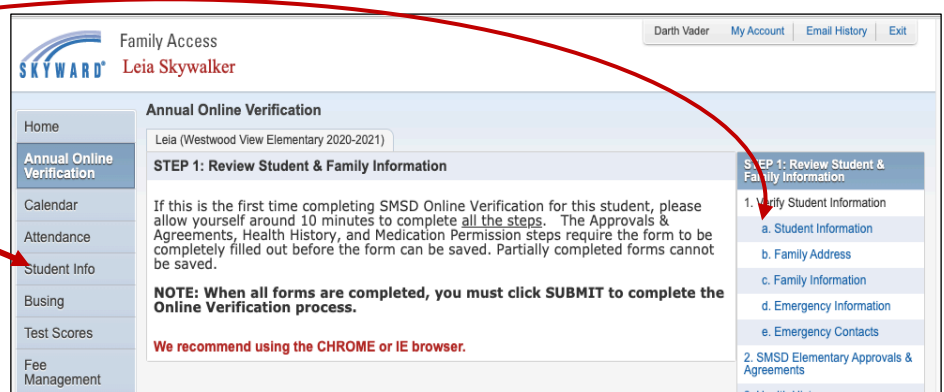 Darth Vader My Account Email History Exit
Family Access
SKYWARD® Leia Skywalker
Home
Annual Online
Verification
Calendar
Attendance
Student Info
Busing
Test Scores
Fee
Management
Annual Online Verification
Leia (Westwood View Elementary 2020-2021)
STEP 1: Review Student & Family Information
If this is the first time completing SMSD Online Verification for this student, please
allow yourself around 10 minutes to complete all the steps. The Approvals &
Agreements, Health History, and Medication Permission steps require the form to be
completely filled out before the form can be saved. Partially completed forms cannot
be saved.
NOTE: When all forms are completed, you must click SUBMIT to complete the
Online Verification process.
We recommend using the CHROME or IE browser.
STEP 1: Review Student &
Family Information
1. Verify Student Information
a. Student Information
b. Family Address
c. Family Information
d. Emergency Information
e. Emergency Contacts
2. SMSD Elementary Approvals &
Agreements